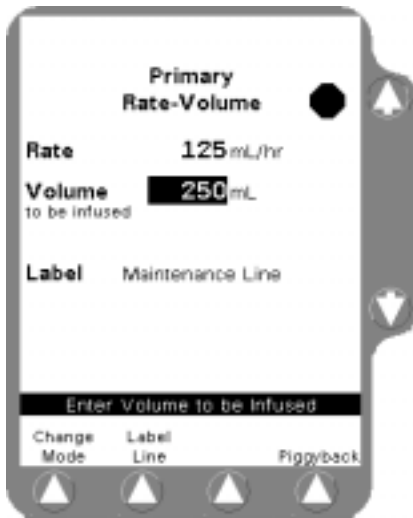 Primary
Rate-Volume
Rate 125 mL/hr
Volume 250 mL
to be infused
Label Maintenance Line
Enter Volume to be Infused
Change Label
Mode Line Piggyback